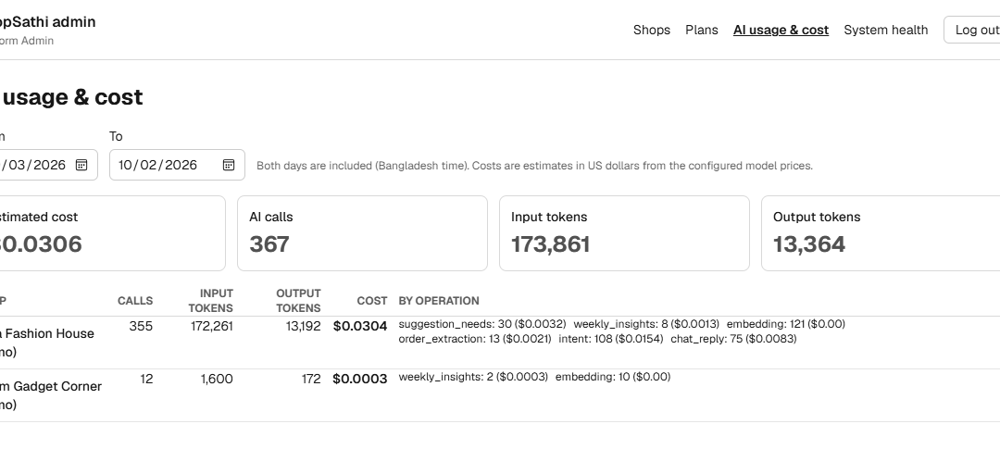 opSathi admin
orm Admin
Shops Plans AI usage & cost System health Log out
usage & cost
To
/03/2026 10/02/2026 Both days are included (Bangladesh time). Costs are estimates in US dollars from the configured model prices.
stimated cost AI calls Input tokens Output tokens
0.0306 367 173,861 13,364
P CALLS INPUT TOKENS OUTPUT TOKENS COST BY OPERATION
a Fashion House 355 172,261 13,192 $0.0304 suggestion_needs: 30 ($0.0032) weekly_insights: 8 ($0.0013) embedding: 121 ($0.00)
mo) order_extraction: 13 ($0.0021) intent: 108 ($0.0154) chat_reply: 75 ($0.0083)
m Gadget Corner 12 1,600 172 $0.0003 weekly_insights: 2 ($0.0003) embedding: 10 ($0.00)
mo)